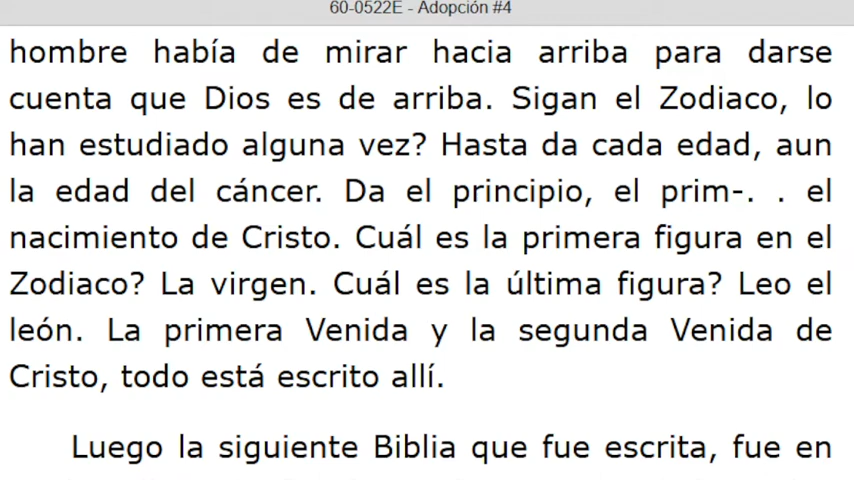 60-0522E - Adopción #4
hombre había de mirar hacia arriba para darse
cuenta que Dios es de arriba. Sigan el Zodiaco, lo
han estudiado alguna vez? Hasta da cada edad, aun
la edad del cáncer. Da el principio, el prim-. . el
nacimiento de Cristo. Cuál es la primera figura en el
Zodiaco? La virgen. Cuál es la última figura? Leo el
león. La primera Venida y la segunda Venida de
Cristo, todo está escrito allí.
Luego la siguiente Biblia que fue escrita, fue en